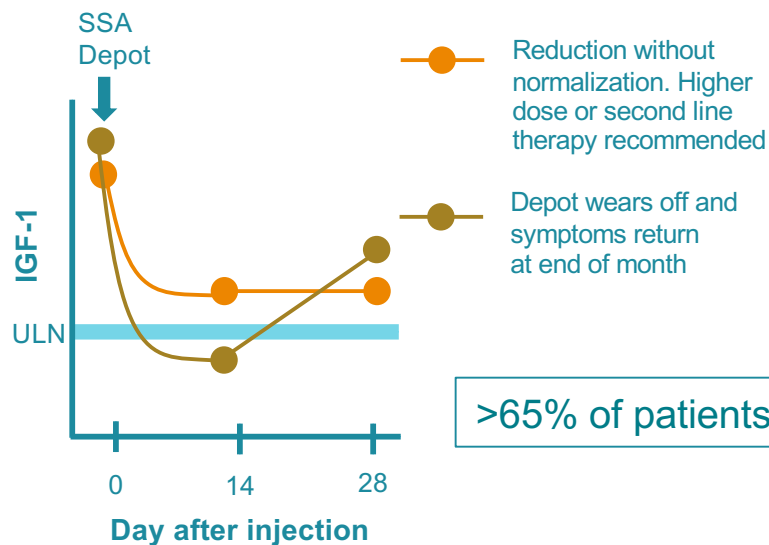 SSA
Depot
Reduction without
normalization. Higher
dose or second line
therapy recommended
Depot wears off and
symptoms return
at end of month
IGF-1
ULN
>65% of patients
0
14
28
Day after injection